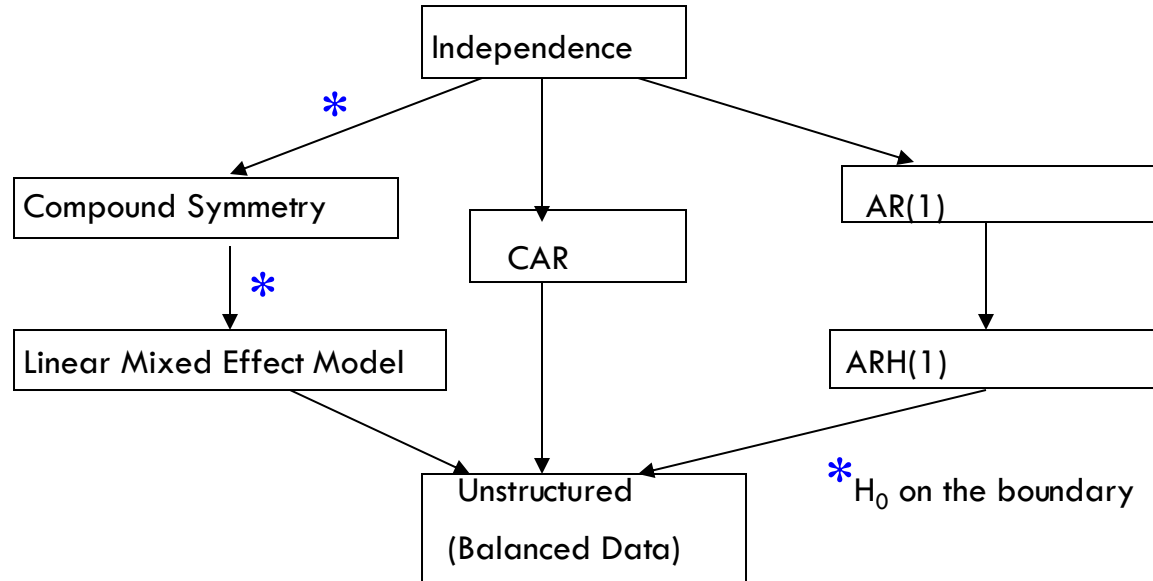 Independence
*
Compound Symmetry
AR(1)
CAR
*
Linear Mixed Effect Model
ARH(1)
Unstructured
(Balanced Data)
*H₀ on the boundary